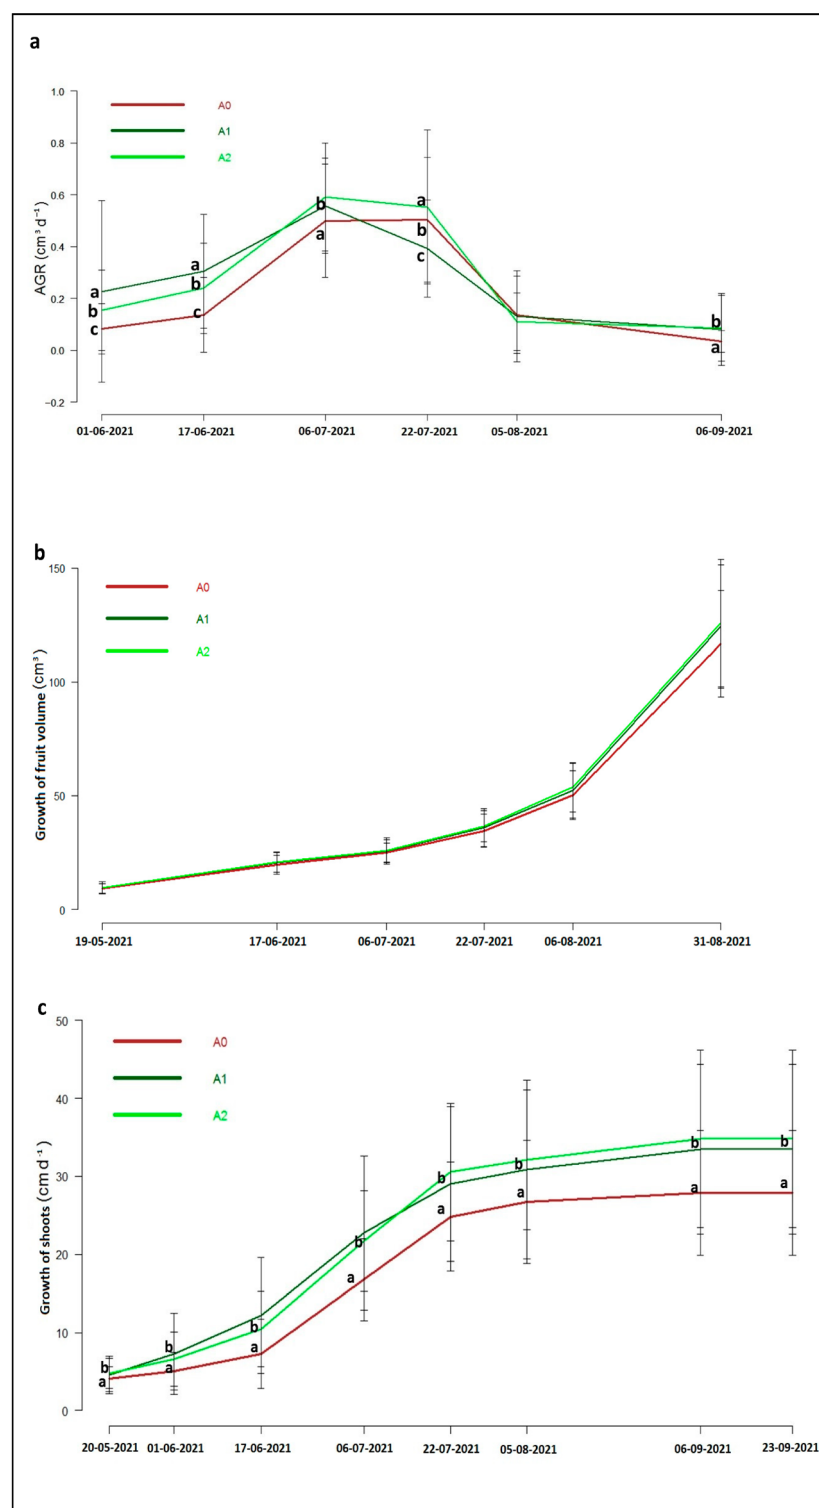 a
1.0
A0
0.8
A1
A2
0.6
0.4
0.2
0.0
−0.2
AGR (cm³ d⁻¹)
a
b
c
a
b
c
b
a
a
b
c
b
a
01-06-2021 17-06-2021 06-07-2021 22-07-2021 05-08-2021 06-09-2021
b
150
A0
A1
A2
100
50
0
Growth of fruit volume (cm³)
19-05-2021 17-06-2021 06-07-2021 22-07-2021 06-08-2021 31-08-2021
c
50
A0
A1
40
A2
30
20
10
0
Growth of shoots (cm d⁻¹)
b
a
b
a
b
a
b
a
b
a
b
a
b
a
b
a
20-05-2021 01-06-2021 17-06-2021 06-07-2021 22-07-2021 05-08-2021 06-09-2021 23-09-2021